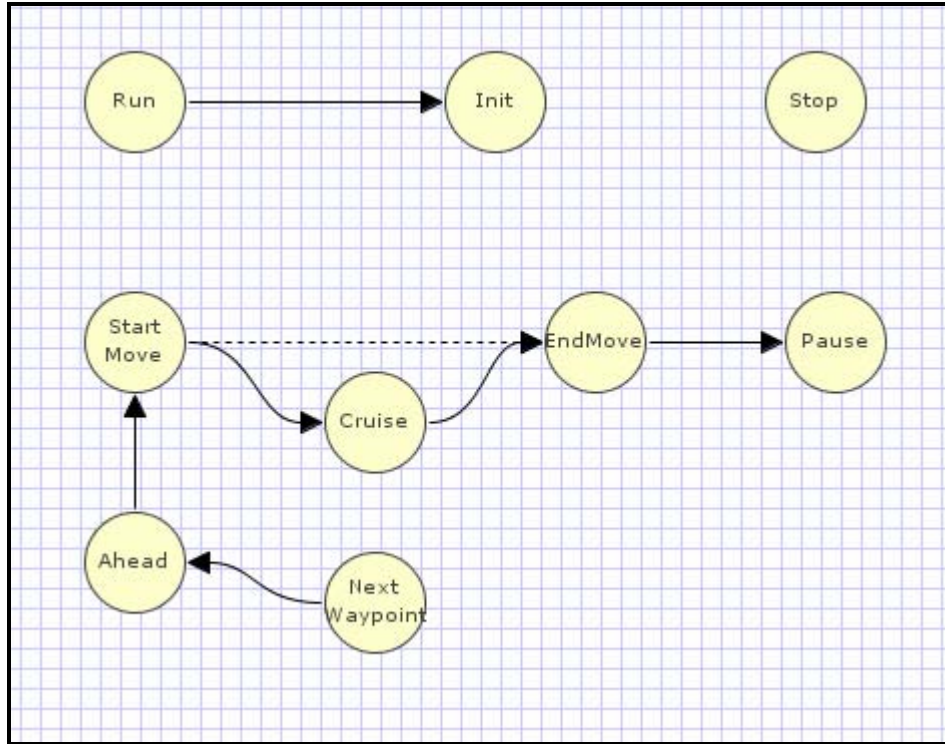 Run
Init
Stop
Start
Move
EndMove
Pause
Cruise
Ahead
Next
Waypoint